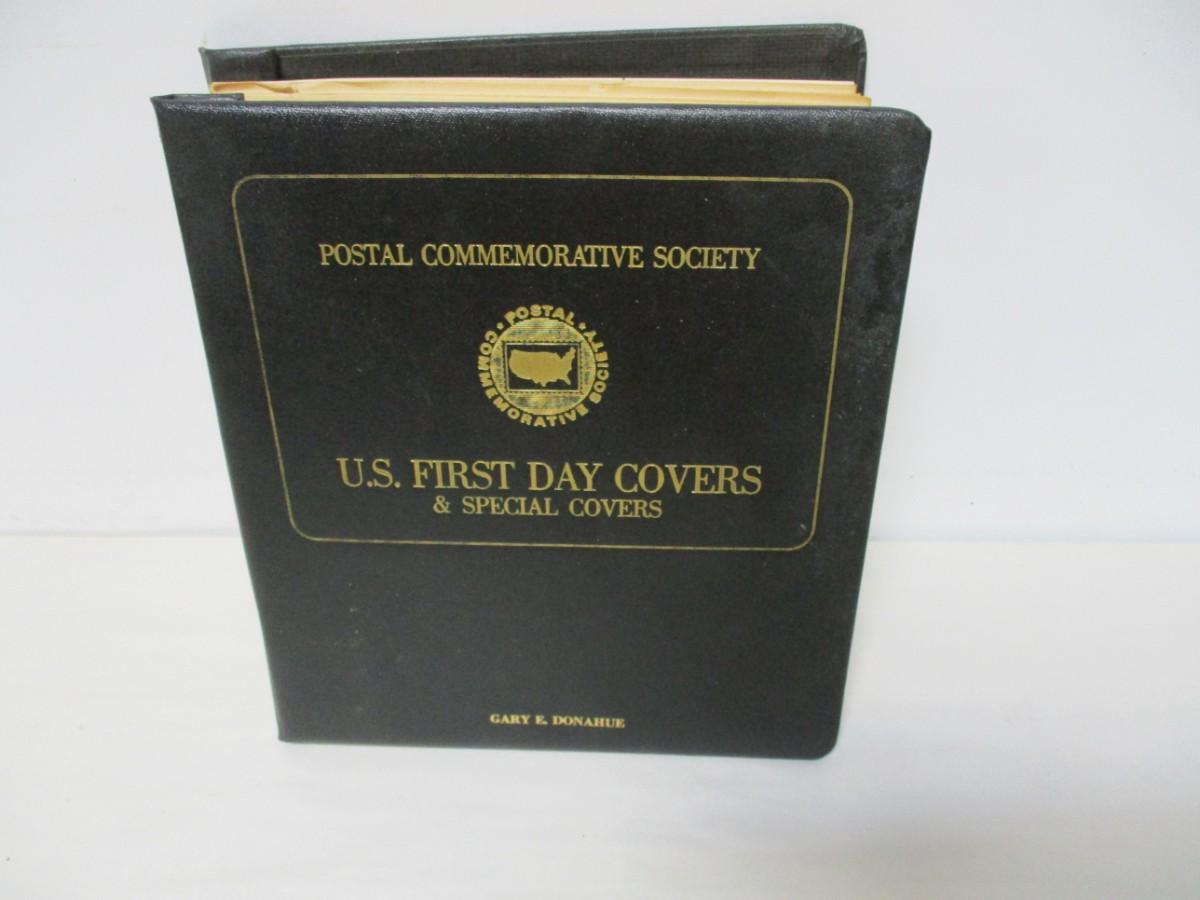 POSTAL COMMEMORATIVE SOCIETY
• POSTAL •
COMMEMORATIVE SOCIETY
U.S. FIRST DAY COVERS
& SPECIAL COVERS
GARY E. DONAHUE